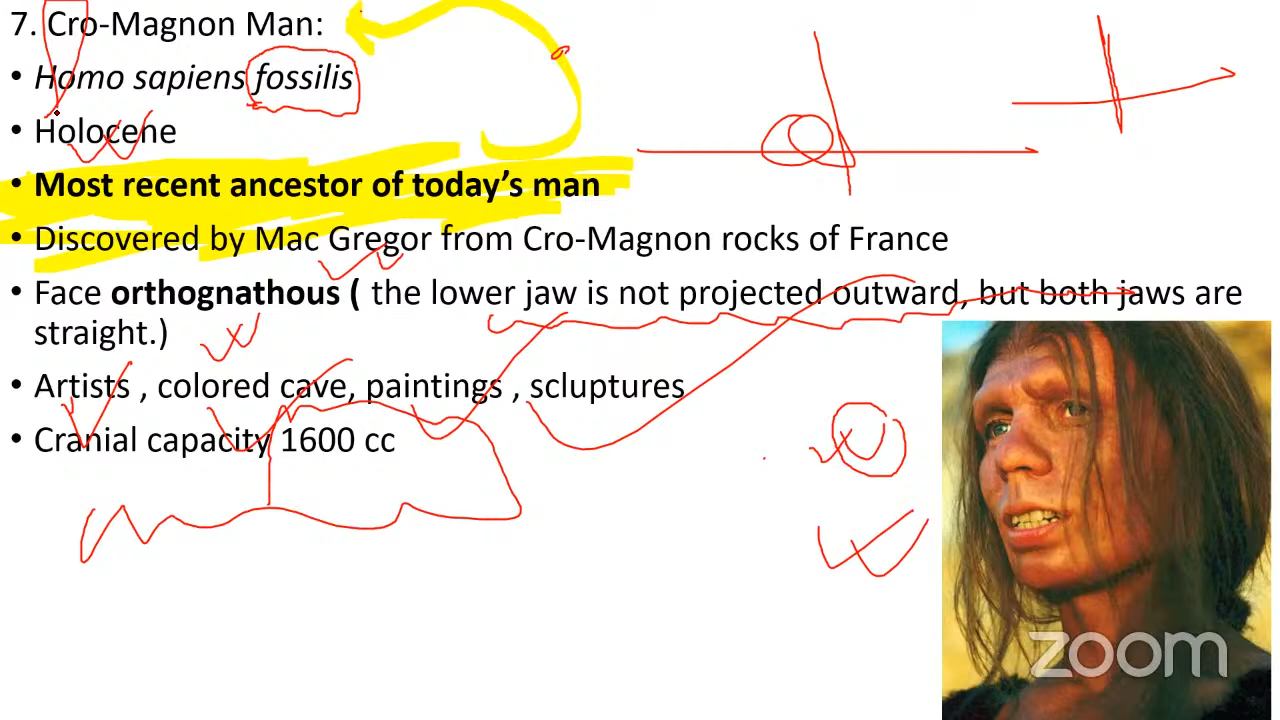 7. Cro-Magnon Man:
• Homo sapiens fossilis
• Holocene
• Most recent ancestor of today’s man
• Discovered by Mac Gregor from Cro-Magnon rocks of France
• Face orthognathous ( the lower jaw is not projected outward, but both jaws are
straight.)
• Artists , colored cave, paintings , scluptures
• Cranial capacity 1600 cc
zoom